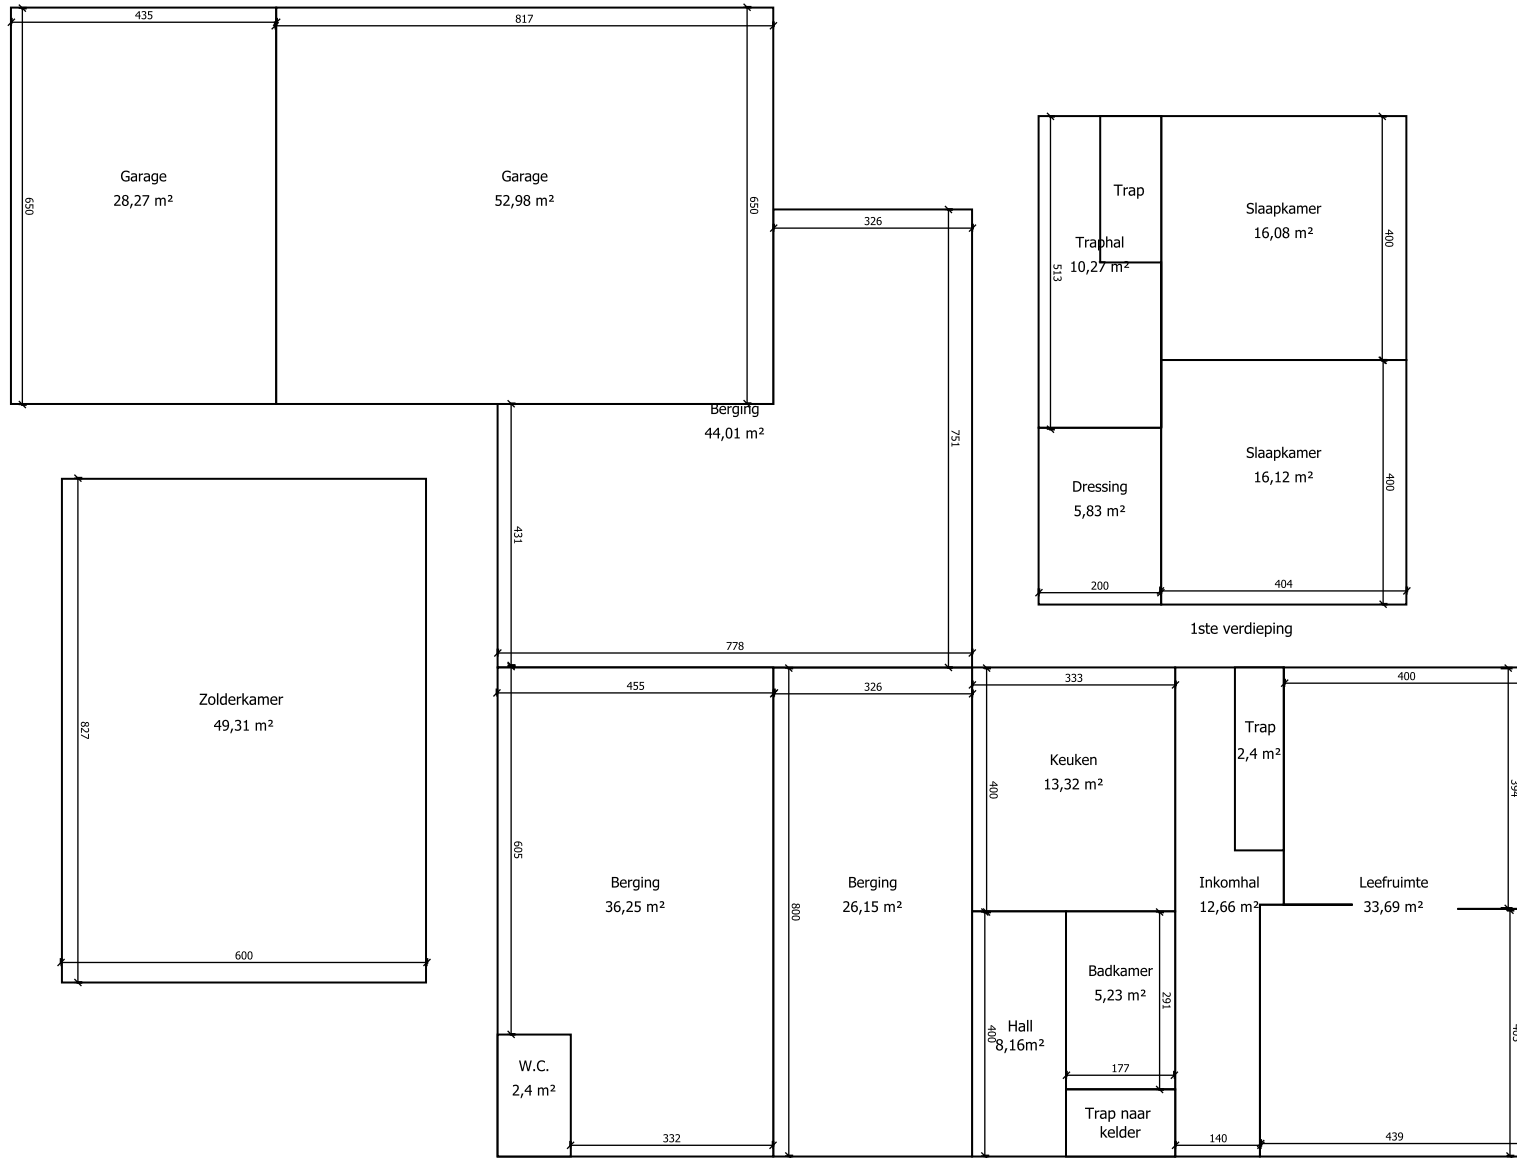 435
817
650
Garage
28,27 m²
Garage
52,98 m²
650
326
751
Berging
44,01 m²
431
778
Trap
Traphal
10,27 m²
513
Slaapkamer
16,08 m²
400
Slaapkamer
16,12 m²
400
Dressing
5,83 m²
200
404
1ste verdieping
Zolderkamer
49,31 m²
827
600
455
326
333
400
605
Berging
36,25 m²
Berging
26,15 m²
800
W.C.
2,4 m²
332
Keuken
13,32 m²
400
Trap
2,4 m²
394
Inkomhal
12,66 m²
Leefruimte
33,69 m²
Badkamer
5,23 m²
291
177
Hall
8,16m²
400
Trap naar
kelder
140
439